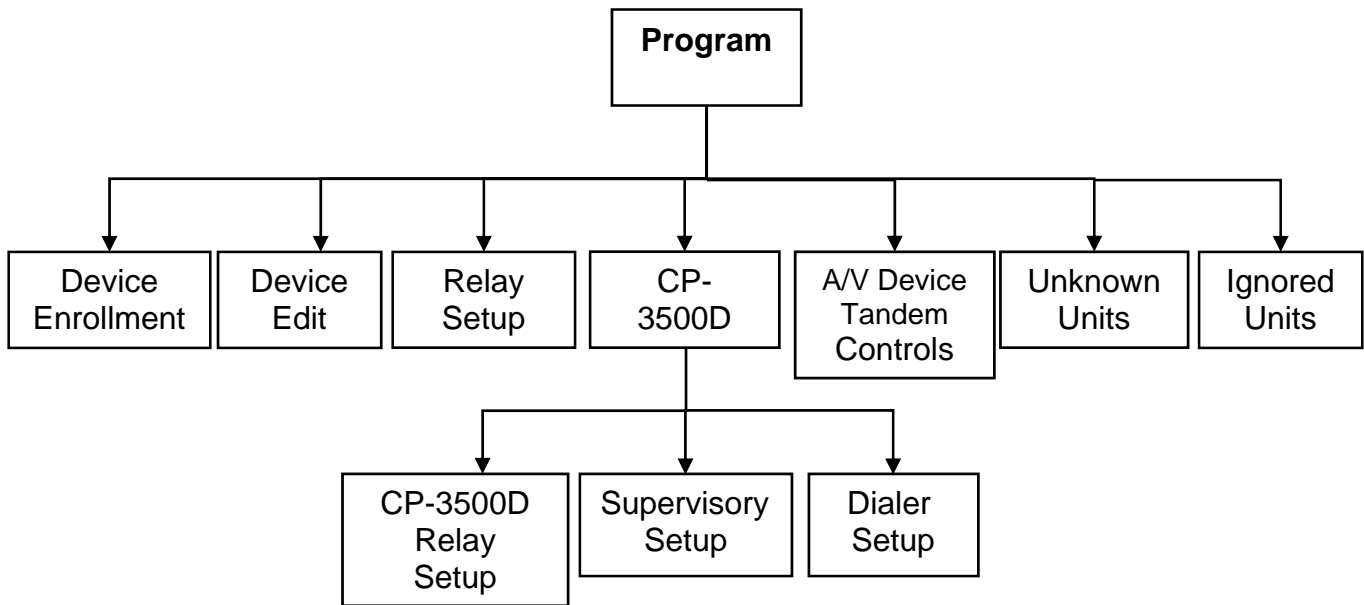 Program
Device
Enrollment
Device
Edit
Relay
Setup
CP-
3500D
A/V Device
Tandem
Controls
Unknown
Units
Ignored
Units
CP-3500D
Relay
Setup
Supervisory
Setup
Dialer
Setup